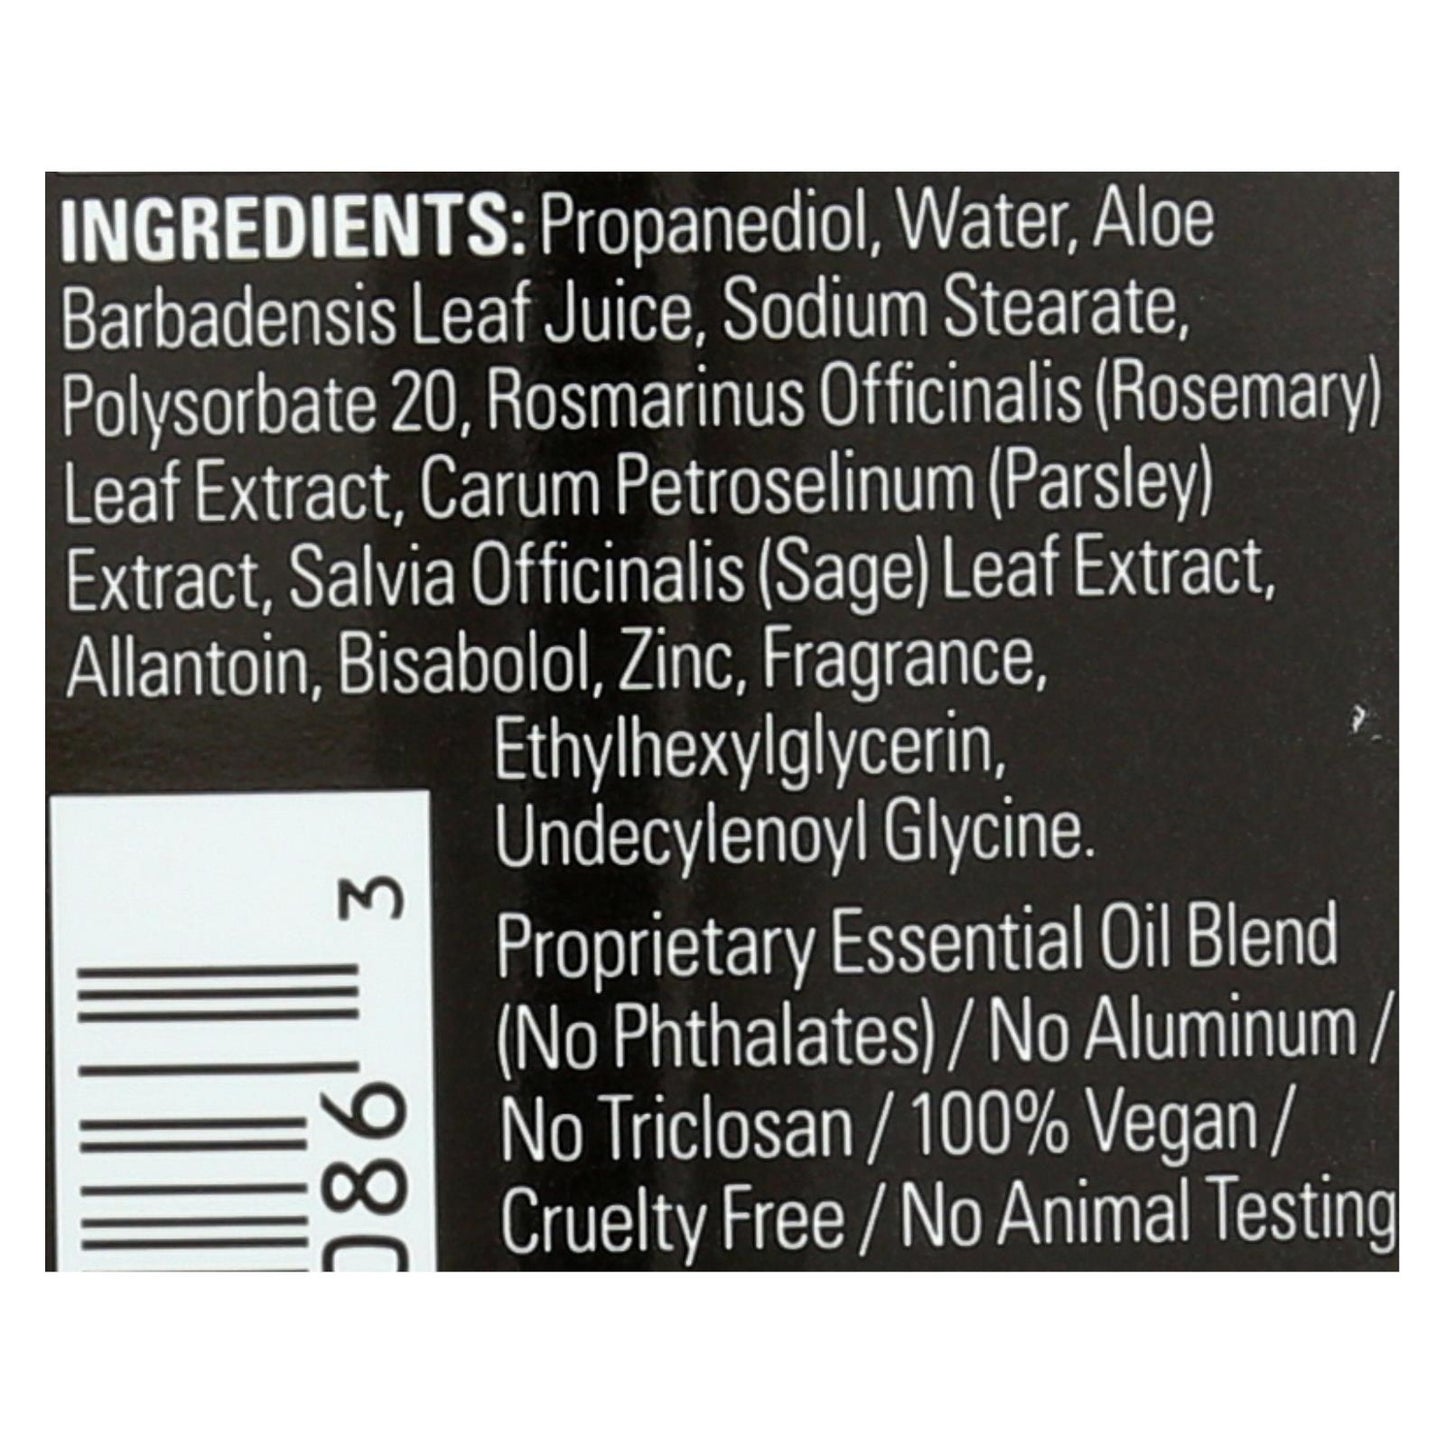 INGREDIENTS: Propanediol, Water, Aloe
Barbadensis Leaf Juice, Sodium Stearate,
Polysorbate 20, Rosmarinus Officinalis (Rosemary)
Leaf Extract, Carum Petroselinum (Parsley)
Extract, Salvia Officinalis (Sage) Leaf Extract,
Allantoin, Bisabolol, Zinc, Fragrance,
Ethylhexylglycerin,
Undecylenoyl Glycine.
Proprietary Essential Oil Blend
(No Phthalates) / No Aluminum /
No Triclosan / 100% Vegan /
Cruelty Free / No Animal Testing
086 3